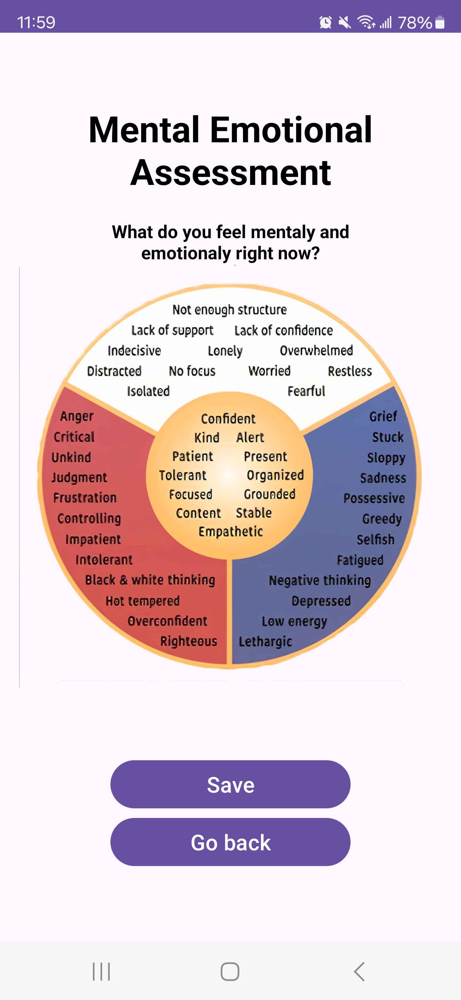 11:59
78%
Mental Emotional
Assessment
What do you feel mentaly and
emotionaly right now?
Not enough structure
Lack of support Lack of confidence
Indecisive Lonely Overwhelmed
Distracted No focus Worried Restless
Isolated Fearful
Anger
Critical
Unkind
Judgment
Frustration
Controlling
Impatient
Intolerant
Black & white thinking
Hot tempered
Overconfident
Righteous
Confident
Kind Alert
Patient Present
Tolerant Organized
Focused Grounded
Content Stable
Empathetic
Grief
Stuck
Sloppy
Sadness
Possessive
Greedy
Selfish
Fatigued
Negative thinking
Depressed
Low energy
Lethargic
Save
Go back